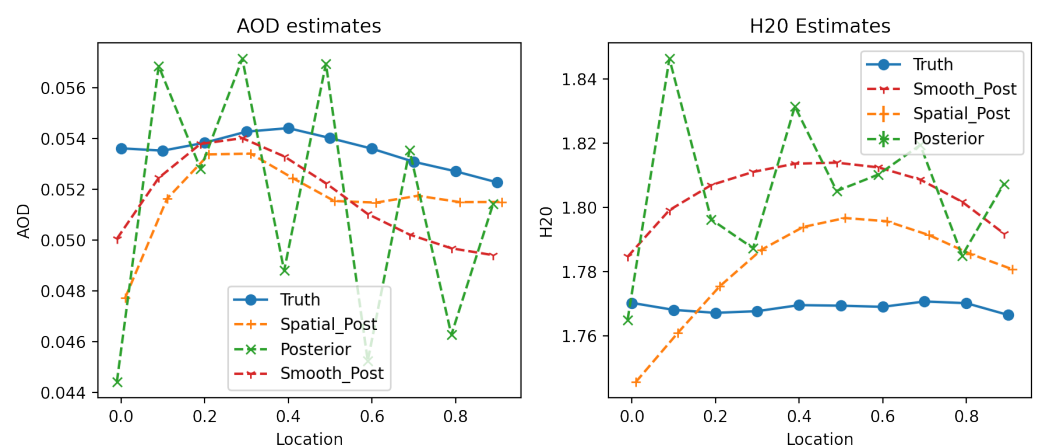 AOD estimates
AOD
0.056
0.054
0.052
0.050
0.048
0.046
0.044
Truth
Spatial_Post
Posterior
Smooth_Post
0.0 0.2 0.4 0.6 0.8
Location
H20 Estimates
H20
1.84
1.82
1.80
1.78
1.76
Truth
Smooth_Post
Spatial_Post
Posterior
0.0 0.2 0.4 0.6 0.8
Location